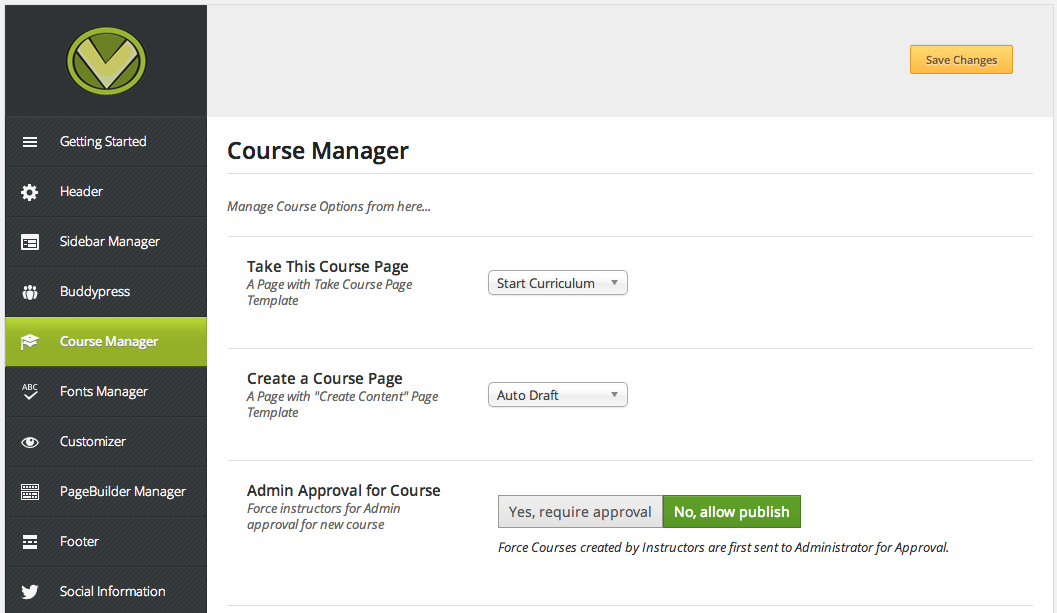 Save Changes
Getting Started
Header
Sidebar Manager
Buddypress
Course Manager
ABC
Fonts Manager
Customizer
PageBuilder Manager
Footer
Social Information
Course Manager
Manage Course Options from here...
Take This Course Page
A Page with Take Course Page
Template
Start Curriculum
Create a Course Page
A Page with "Create Content" Page
Template
Auto Draft
Admin Approval for Course
Force instructors for Admin
approval for new course
Yes, require approval
No, allow publish
Force Courses created by Instructors are first sent to Administrator for Approval.